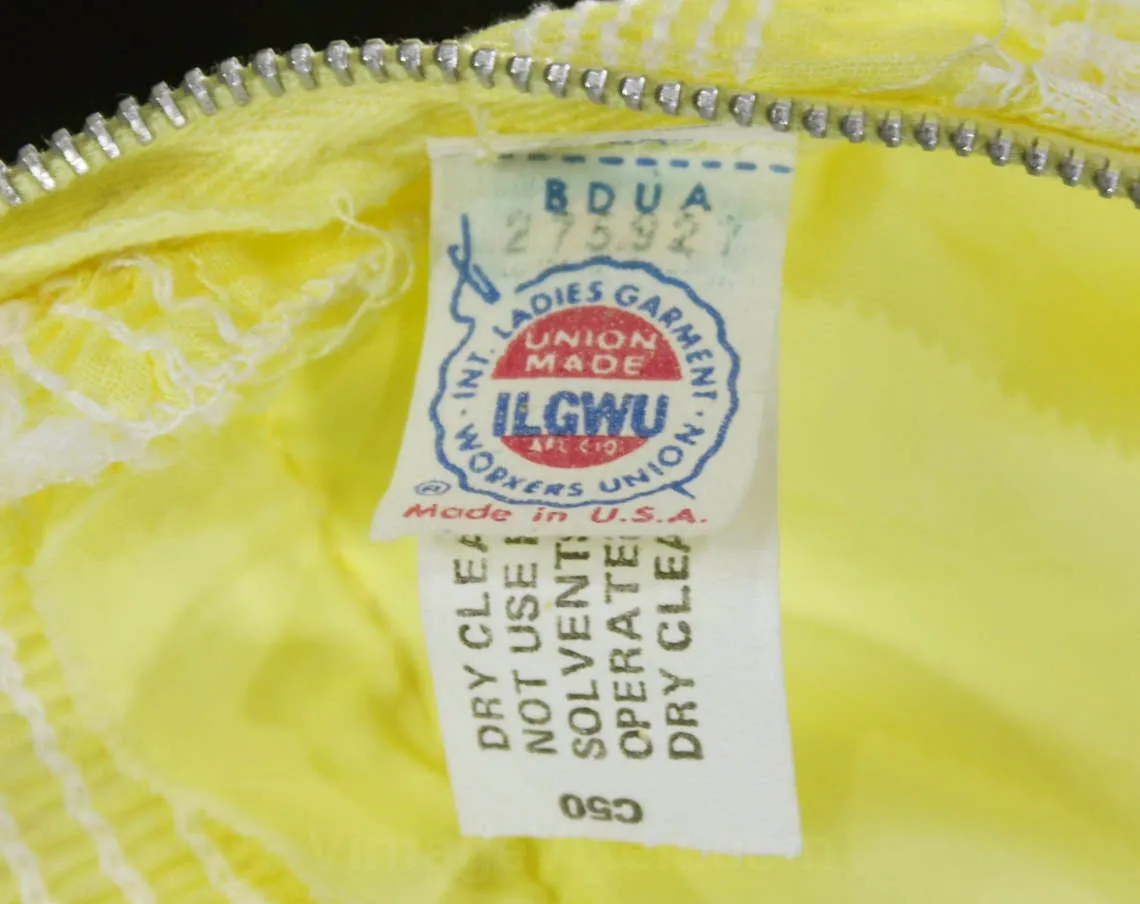 BDUA
273927
INT. LADIES GARMENT
WORKERS UNION
UNION
MADE
ILGWU
AFL CIO
®
Made in U.S.A.
DRY CLEA
NOT USE
SOLVENTS
OPERATE
DRY CLEA
C50